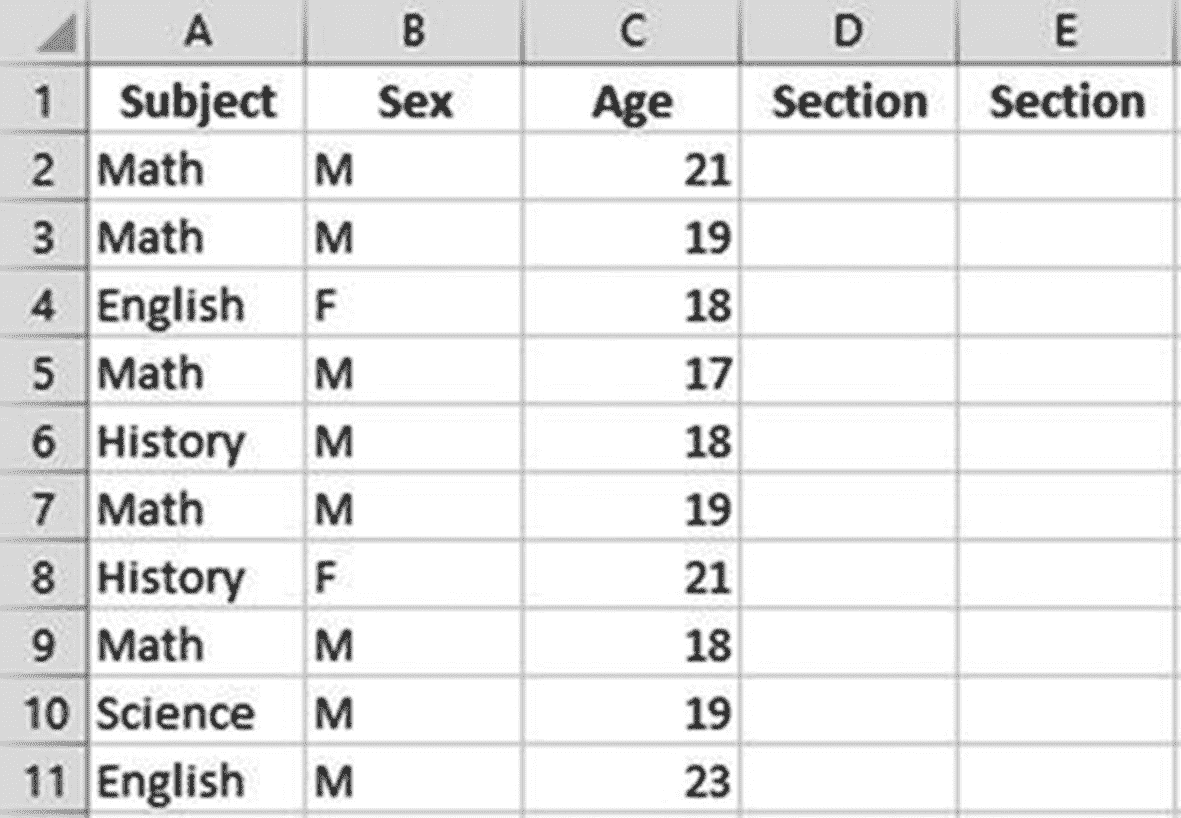 A B C D E
1 Subject Sex Age Section Section
2 Math M 21
3 Math M 19
4 English F 18
5 Math M 17
6 History M 18
7 Math M 19
8 History F 21
9 Math M 18
10 Science M 19
11 English M 23